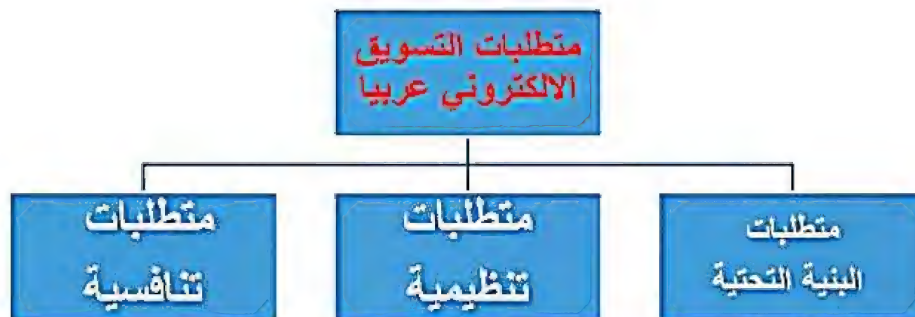 متطلبات التسويق
الالكتروني عربيا
متطلبات
البنية التحتية
متطلبات
تنظيمية
متطلبات
تنافسية